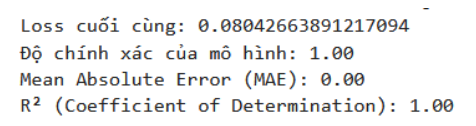 Loss cuối cùng: 0.08042663891217094
Độ chính xác của mô hình: 1.00
Mean Absolute Error (MAE): 0.00
R² (Coefficient of Determination): 1.00